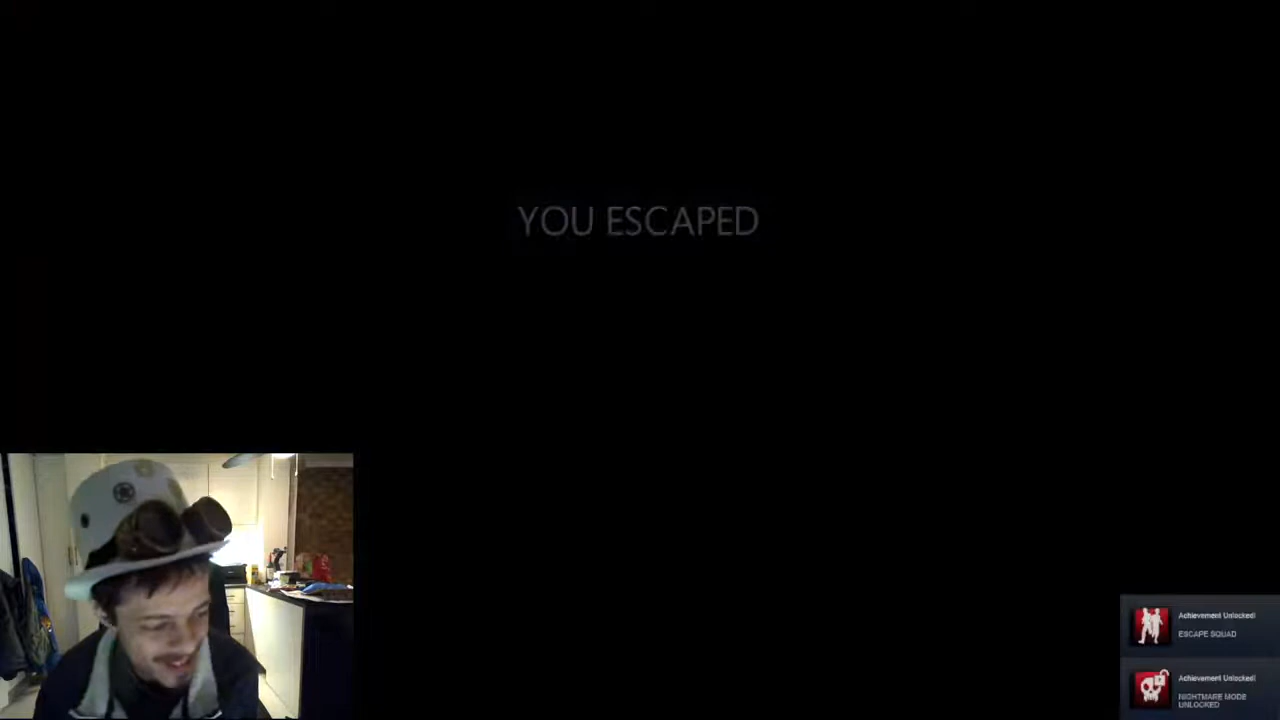 YOU ESCAPED
Achievement Unlocked!
ESCAPE SQUAD
Achievement Unlocked!
NIGHTMARE MODE
UNLOCKED